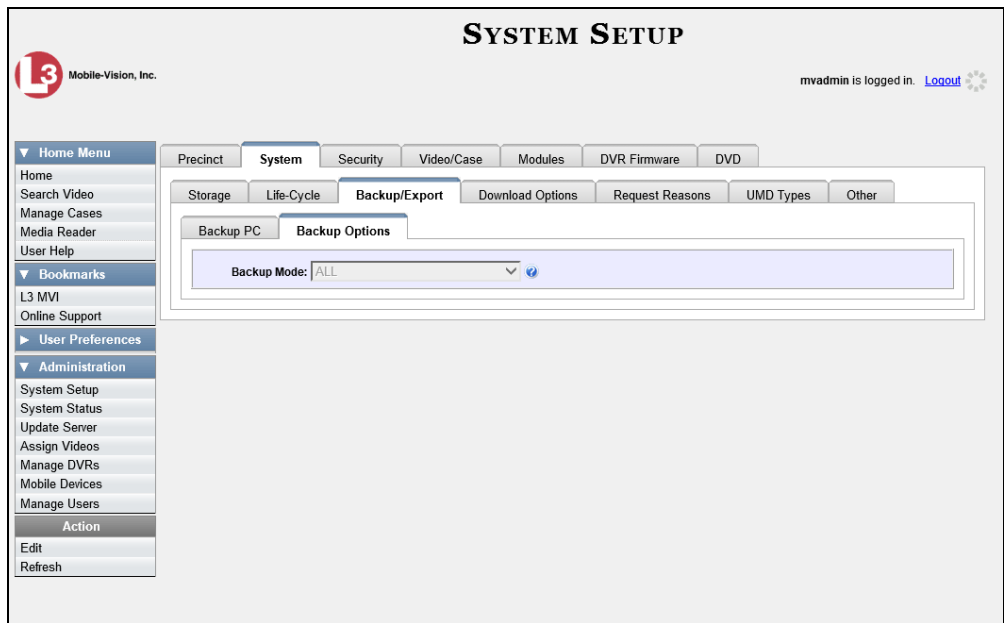 SYSTEM SETUP
L3 Mobile-Vision, Inc.
mvadmin is logged in. Logout
▼ Home Menu
Home
Search Video
Manage Cases
Media Reader
User Help
▼ Bookmarks
L3 MVI
Online Support
▶ User Preferences
▼ Administration
System Setup
System Status
Update Server
Assign Videos
Manage DVRs
Mobile Devices
Manage Users
Action
Edit
Refresh
Precinct System Security Video/Case Modules DVR Firmware DVD
Storage Life-Cycle Backup/Export Download Options Request Reasons UMD Types Other
Backup PC Backup Options
Backup Mode: ALL ?